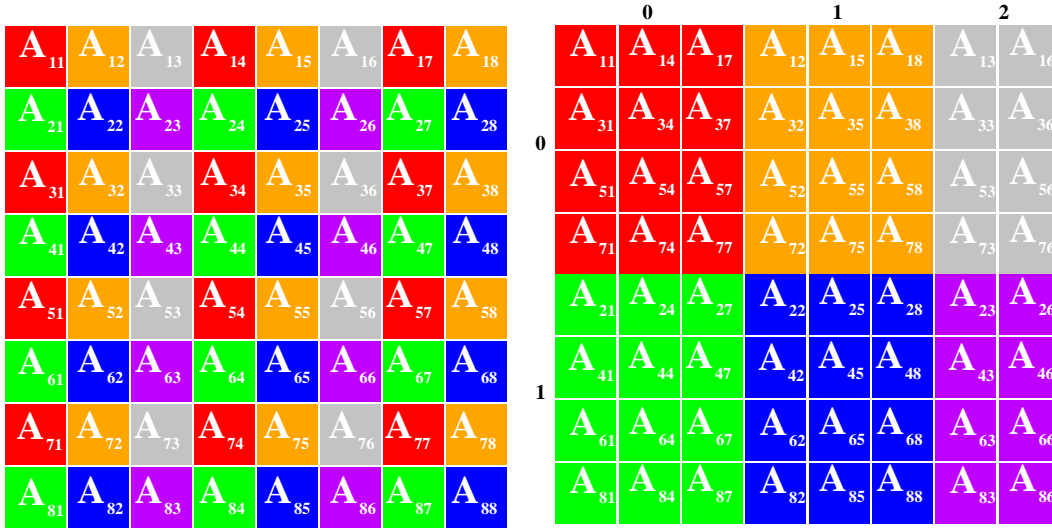 A11 A12 A13 A14 A15 A16 A17 A18
A21 A22 A23 A24 A25 A26 A27 A28
A31 A32 A33 A34 A35 A36 A37 A38
A41 A42 A43 A44 A45 A46 A47 A48
A51 A52 A53 A54 A55 A56 A57 A58
A61 A62 A63 A64 A65 A66 A67 A68
A71 A72 A73 A74 A75 A76 A77 A78
A81 A82 A83 A84 A85 A86 A87 A88
0 1 2
A11 A14 A17 A12 A15 A18 A13 A16
A31 A34 A37 A32 A35 A38 A33 A36
0
A51 A54 A57 A52 A55 A58 A53 A56
A71 A74 A77 A72 A75 A78 A73 A76
A21 A24 A27 A22 A25 A28 A23 A26
A41 A44 A47 A42 A45 A48 A43 A46
1
A61 A64 A67 A62 A65 A68 A63 A66
A81 A84 A87 A82 A85 A88 A83 A86